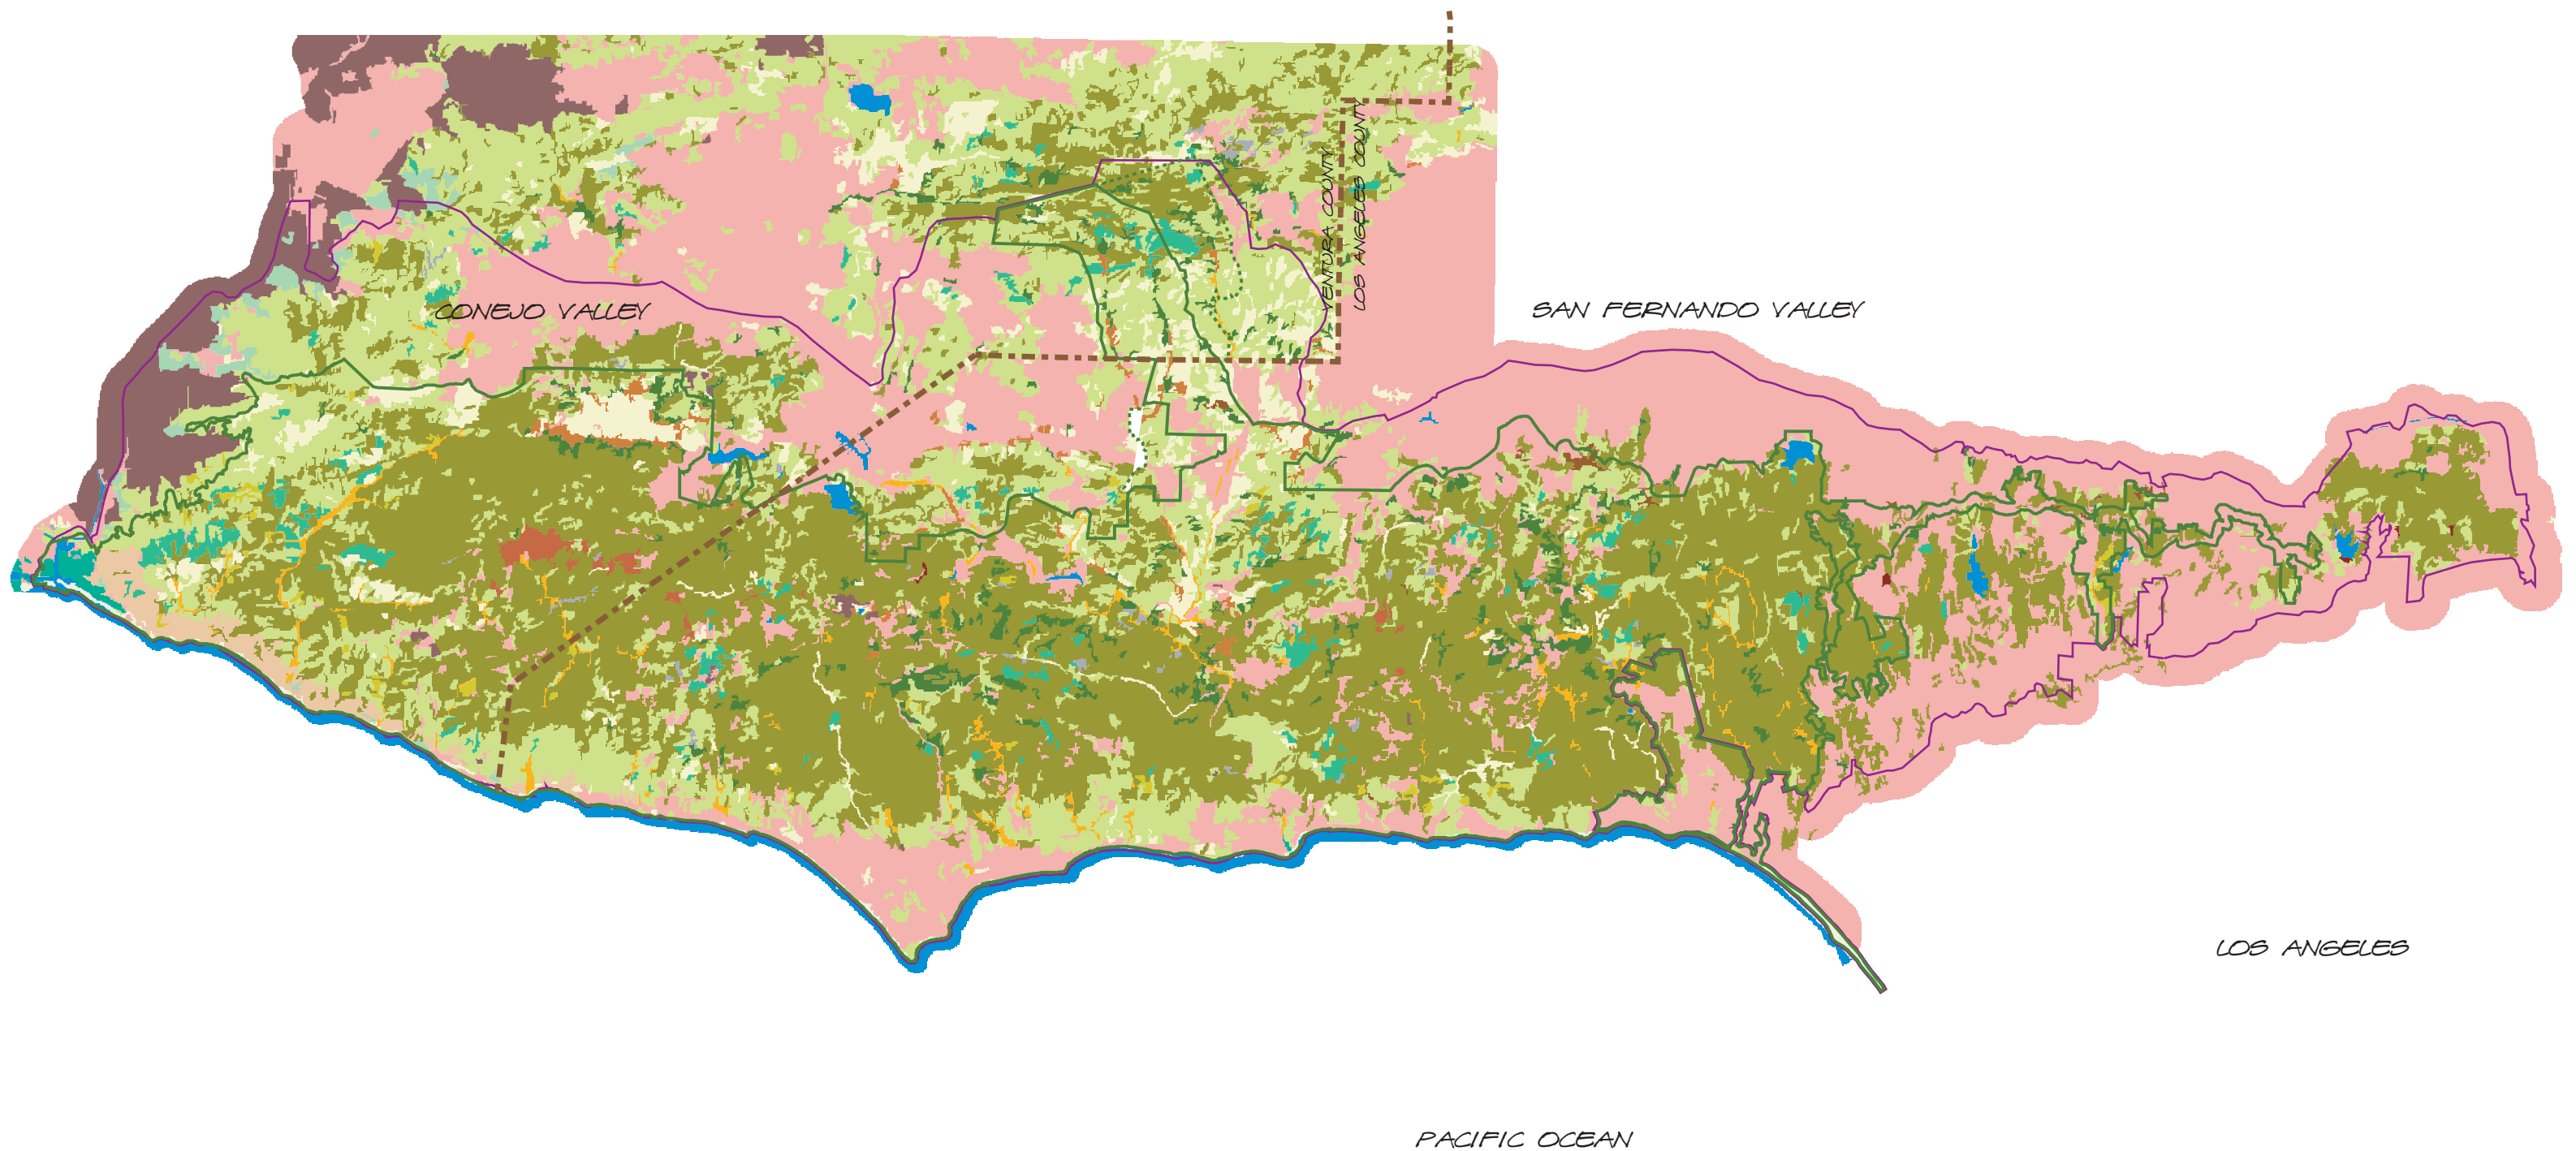 VENTURA COUNTY
LOS ANGELES COUNTY
CONEJO VALLEY
SAN FERNANDO VALLEY
LOS ANGELES
PACIFIC OCEAN